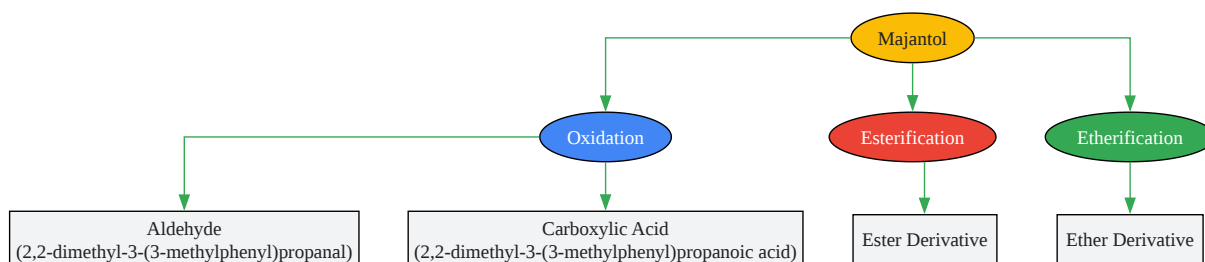 Majantol
Oxidation
Esterification
Etherification
Aldehyde
(2,2-dimethyl-3-(3-methylphenyl)propanal)
Carboxylic Acid
(2,2-dimethyl-3-(3-methylphenyl)propanoic acid)
Ester Derivative
Ether Derivative